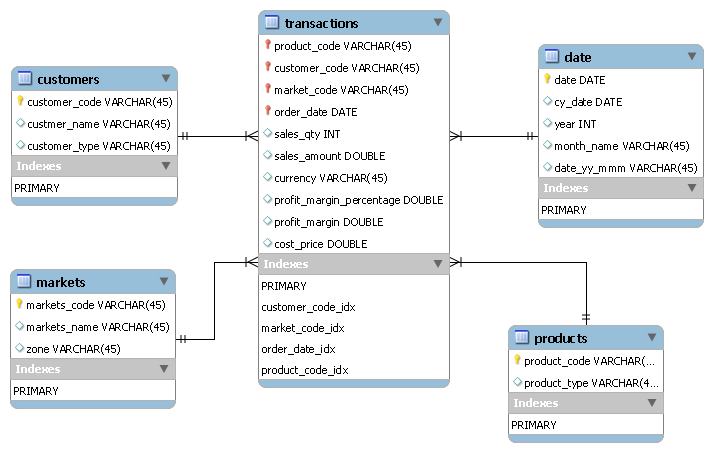 transactions
product_code VARCHAR(45)
customer_code VARCHAR(45)
market_code VARCHAR(45)
order_date DATE
sales_qty INT
sales_amount DOUBLE
currency VARCHAR(45)
profit_margin_percentage DOUBLE
profit_margin DOUBLE
cost_price DOUBLE
Indexes
PRIMARY
customer_code_idx
market_code_idx
order_date_idx
product_code_idx
customers
customer_code VARCHAR(45)
custmer_name VARCHAR(45)
customer_type VARCHAR(45)
Indexes
PRIMARY
date
date DATE
cy_date DATE
year INT
month_name VARCHAR(45)
date_yy_mmm VARCHAR(45)
Indexes
PRIMARY
markets
markets_code VARCHAR(45)
markets_name VARCHAR(45)
zone VARCHAR(45)
Indexes
PRIMARY
products
product_code VARCHAR(...
product_type VARCHAR(4...
Indexes
PRIMARY